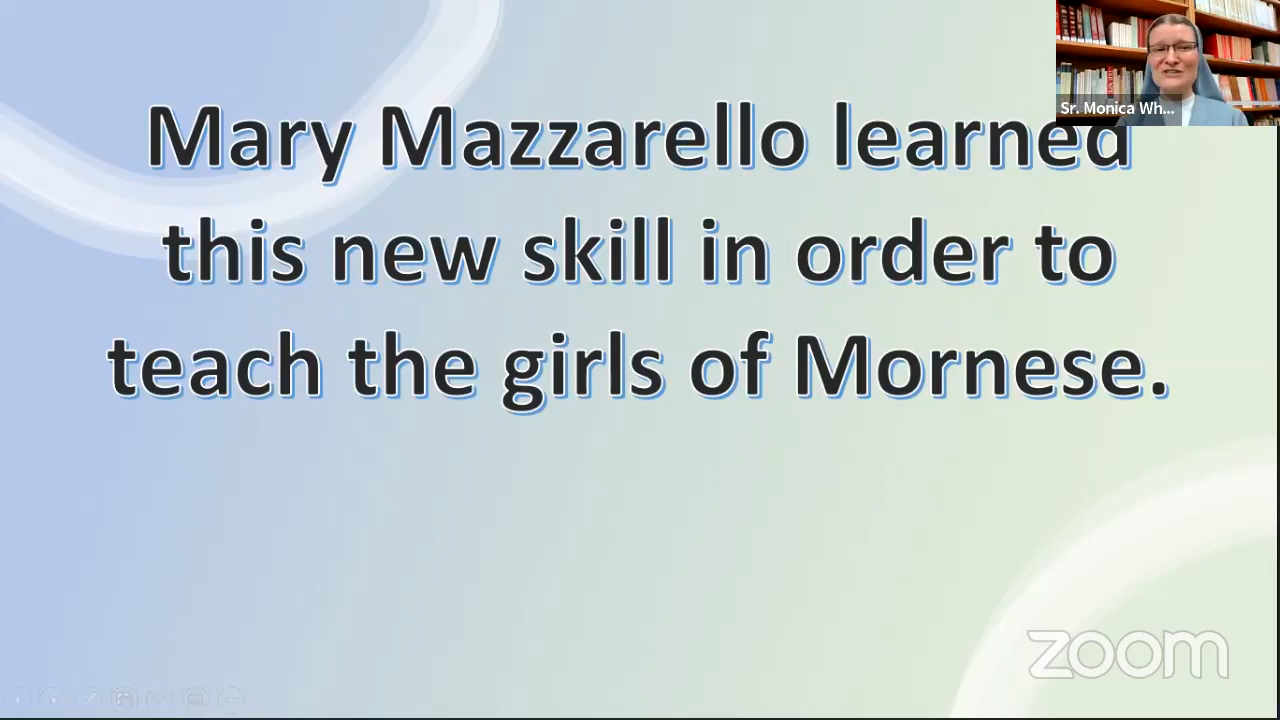 Sr. Monica Wh...
Mary Mazzarello learned
this new skill in order to
teach the girls of Mornese.
zoom